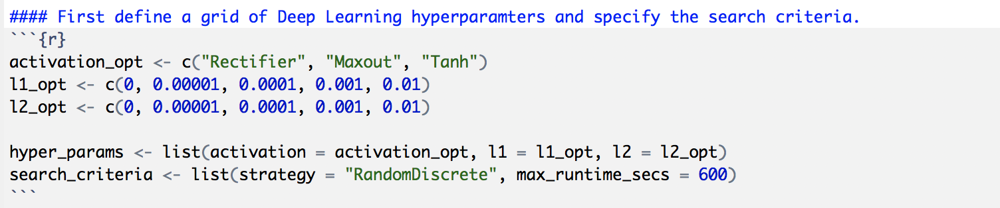 #### First define a grid of Deep Learning hyperparamters and specify the search criteria.
```{r}
activation_opt <- c("Rectifier", "Maxout", "Tanh")
l1_opt <- c(0, 0.00001, 0.0001, 0.001, 0.01)
l2_opt <- c(0, 0.00001, 0.0001, 0.001, 0.01)
hyper_params <- list(activation = activation_opt, l1 = l1_opt, l2 = l2_opt)
search_criteria <- list(strategy = "RandomDiscrete", max_runtime_secs = 600)
```